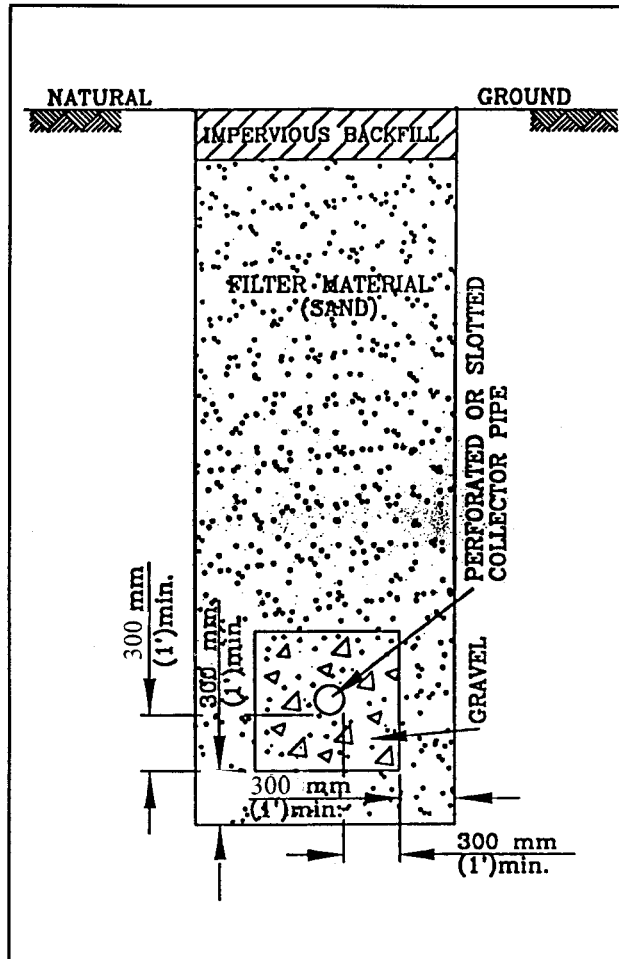 NATURAL GROUND
IMPERVIOUS BACKFILL
FILTER MATERIAL
(SAND)
PERFORATED OR SLOTTED
COLLECTOR PIPE
300 mm
(1')min.
300 mm
(1')min.
GRAVEL
300 mm
(1')min.
300 mm
(1')min.